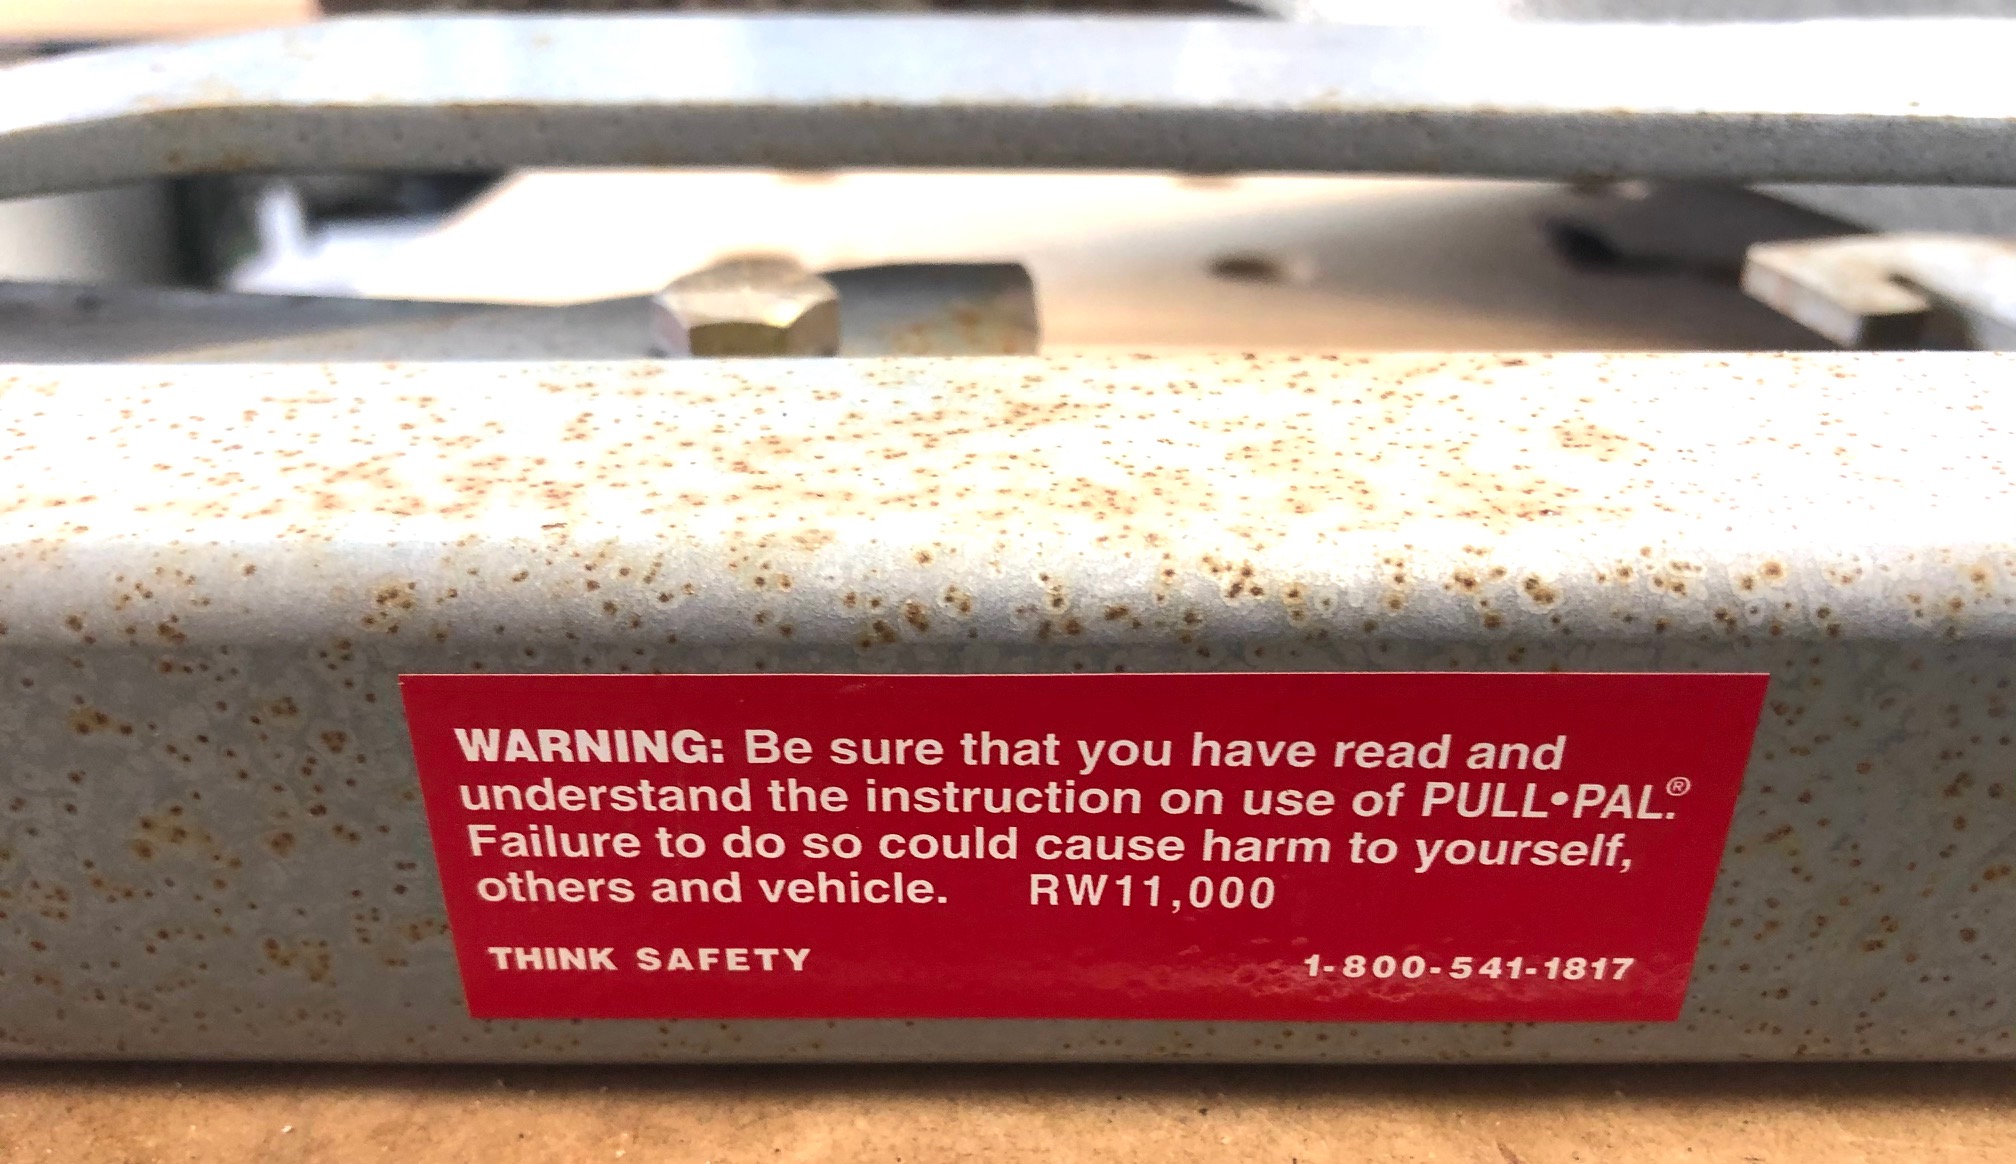 WARNING: Be sure that you have read and
understand the instruction on use of PULL•PAL.®
Failure to do so could cause harm to yourself,
others and vehicle. RW11,000
THINK SAFETY 1-800-541-1817